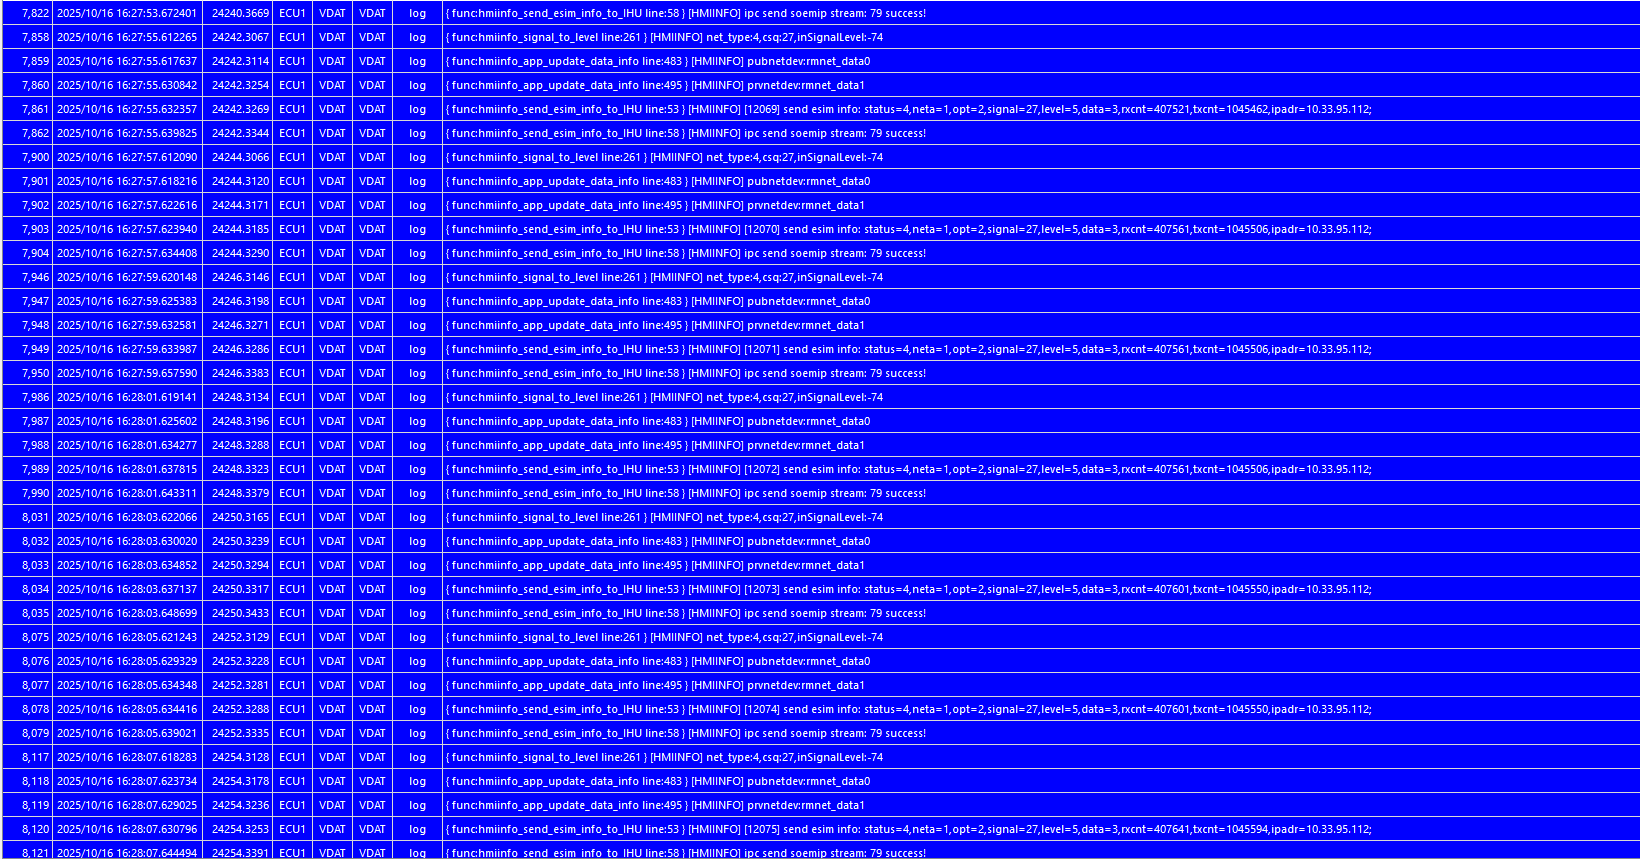 7,822 2025/10/16 16:27:53.672401 24240.3669 ECU1 VDAT VDAT log { func:hmiinfo_send_esim_info_to_IHU line:58 } [HMIINFO] ipc send soemip stream: 79 success!
7,858 2025/10/16 16:27:55.612265 24242.3067 ECU1 VDAT VDAT log { func:hmiinfo_signal_to_level line:261 } [HMIINFO] net_type:4,csq:27,inSignalLevel:-74
7,859 2025/10/16 16:27:55.617637 24242.3114 ECU1 VDAT VDAT log { func:hmiinfo_app_update_data_info line:483 } [HMIINFO] pubnetdev:rmnet_data0
7,860 2025/10/16 16:27:55.630842 24242.3254 ECU1 VDAT VDAT log { func:hmiinfo_app_update_data_info line:495 } [HMIINFO] prvnetdev:rmnet_data1
7,861 2025/10/16 16:27:55.632357 24242.3269 ECU1 VDAT VDAT log { func:hmiinfo_send_esim_info_to_IHU line:53 } [HMIINFO] [12069] send esim info: status=4,neta=1,opt=2,signal=27,level=5,data=3,rxcnt=407521,txcnt=1045462,ipadr=10.33.95.112;
7,862 2025/10/16 16:27:55.639825 24242.3344 ECU1 VDAT VDAT log { func:hmiinfo_send_esim_info_to_IHU line:58 } [HMIINFO] ipc send soemip stream: 79 success!
7,900 2025/10/16 16:27:57.612090 24244.3066 ECU1 VDAT VDAT log { func:hmiinfo_signal_to_level line:261 } [HMIINFO] net_type:4,csq:27,inSignalLevel:-74
7,901 2025/10/16 16:27:57.618216 24244.3120 ECU1 VDAT VDAT log { func:hmiinfo_app_update_data_info line:483 } [HMIINFO] pubnetdev:rmnet_data0
7,902 2025/10/16 16:27:57.622616 24244.3171 ECU1 VDAT VDAT log { func:hmiinfo_app_update_data_info line:495 } [HMIINFO] prvnetdev:rmnet_data1
7,903 2025/10/16 16:27:57.623940 24244.3185 ECU1 VDAT VDAT log { func:hmiinfo_send_esim_info_to_IHU line:53 } [HMIINFO] [12070] send esim info: status=4,neta=1,opt=2,signal=27,level=5,data=3,rxcnt=407561,txcnt=1045506,ipadr=10.33.95.112;
7,904 2025/10/16 16:27:57.634408 24244.3290 ECU1 VDAT VDAT log { func:hmiinfo_send_esim_info_to_IHU line:58 } [HMIINFO] ipc send soemip stream: 79 success!
7,946 2025/10/16 16:27:59.620148 24246.3146 ECU1 VDAT VDAT log { func:hmiinfo_signal_to_level line:261 } [HMIINFO] net_type:4,csq:27,inSignalLevel:-74
7,947 2025/10/16 16:27:59.625383 24246.3198 ECU1 VDAT VDAT log { func:hmiinfo_app_update_data_info line:483 } [HMIINFO] pubnetdev:rmnet_data0
7,948 2025/10/16 16:27:59.632581 24246.3271 ECU1 VDAT VDAT log { func:hmiinfo_app_update_data_info line:495 } [HMIINFO] prvnetdev:rmnet_data1
7,949 2025/10/16 16:27:59.633987 24246.3286 ECU1 VDAT VDAT log { func:hmiinfo_send_esim_info_to_IHU line:53 } [HMIINFO] [12071] send esim info: status=4,neta=1,opt=2,signal=27,level=5,data=3,rxcnt=407561,txcnt=1045506,ipadr=10.33.95.112;
7,950 2025/10/16 16:27:59.657590 24246.3383 ECU1 VDAT VDAT log { func:hmiinfo_send_esim_info_to_IHU line:58 } [HMIINFO] ipc send soemip stream: 79 success!
7,986 2025/10/16 16:28:01.619141 24248.3134 ECU1 VDAT VDAT log { func:hmiinfo_signal_to_level line:261 } [HMIINFO] net_type:4,csq:27,inSignalLevel:-74
7,987 2025/10/16 16:28:01.625602 24248.3196 ECU1 VDAT VDAT log { func:hmiinfo_app_update_data_info line:483 } [HMIINFO] pubnetdev:rmnet_data0
7,988 2025/10/16 16:28:01.634277 24248.3288 ECU1 VDAT VDAT log { func:hmiinfo_app_update_data_info line:495 } [HMIINFO] prvnetdev:rmnet_data1
7,989 2025/10/16 16:28:01.637815 24248.3323 ECU1 VDAT VDAT log { func:hmiinfo_send_esim_info_to_IHU line:53 } [HMIINFO] [12072] send esim info: status=4,neta=1,opt=2,signal=27,level=5,data=3,rxcnt=407561,txcnt=1045506,ipadr=10.33.95.112;
7,990 2025/10/16 16:28:01.643311 24248.3379 ECU1 VDAT VDAT log { func:hmiinfo_send_esim_info_to_IHU line:58 } [HMIINFO] ipc send soemip stream: 79 success!
8,031 2025/10/16 16:28:03.622066 24250.3165 ECU1 VDAT VDAT log { func:hmiinfo_signal_to_level line:261 } [HMIINFO] net_type:4,csq:27,inSignalLevel:-74
8,032 2025/10/16 16:28:03.630020 24250.3239 ECU1 VDAT VDAT log { func:hmiinfo_app_update_data_info line:483 } [HMIINFO] pubnetdev:rmnet_data0
8,033 2025/10/16 16:28:03.634852 24250.3294 ECU1 VDAT VDAT log { func:hmiinfo_app_update_data_info line:495 } [HMIINFO] prvnetdev:rmnet_data1
8,034 2025/10/16 16:28:03.637137 24250.3317 ECU1 VDAT VDAT log { func:hmiinfo_send_esim_info_to_IHU line:53 } [HMIINFO] [12073] send esim info: status=4,neta=1,opt=2,signal=27,level=5,data=3,rxcnt=407601,txcnt=1045550,ipadr=10.33.95.112;
8,035 2025/10/16 16:28:03.648699 24250.3433 ECU1 VDAT VDAT log { func:hmiinfo_send_esim_info_to_IHU line:58 } [HMIINFO] ipc send soemip stream: 79 success!
8,075 2025/10/16 16:28:05.621243 24252.3129 ECU1 VDAT VDAT log { func:hmiinfo_signal_to_level line:261 } [HMIINFO] net_type:4,csq:27,inSignalLevel:-74
8,076 2025/10/16 16:28:05.629329 24252.3228 ECU1 VDAT VDAT log { func:hmiinfo_app_update_data_info line:483 } [HMIINFO] pubnetdev:rmnet_data0
8,077 2025/10/16 16:28:05.634348 24252.3281 ECU1 VDAT VDAT log { func:hmiinfo_app_update_data_info line:495 } [HMIINFO] prvnetdev:rmnet_data1
8,078 2025/10/16 16:28:05.634416 24252.3288 ECU1 VDAT VDAT log { func:hmiinfo_send_esim_info_to_IHU line:53 } [HMIINFO] [12074] send esim info: status=4,neta=1,opt=2,signal=27,level=5,data=3,rxcnt=407601,txcnt=1045550,ipadr=10.33.95.112;
8,079 2025/10/16 16:28:05.639021 24252.3335 ECU1 VDAT VDAT log { func:hmiinfo_send_esim_info_to_IHU line:58 } [HMIINFO] ipc send soemip stream: 79 success!
8,117 2025/10/16 16:28:07.618283 24254.3128 ECU1 VDAT VDAT log { func:hmiinfo_signal_to_level line:261 } [HMIINFO] net_type:4,csq:27,inSignalLevel:-74
8,118 2025/10/16 16:28:07.623734 24254.3178 ECU1 VDAT VDAT log { func:hmiinfo_app_update_data_info line:483 } [HMIINFO] pubnetdev:rmnet_data0
8,119 2025/10/16 16:28:07.629025 24254.3236 ECU1 VDAT VDAT log { func:hmiinfo_app_update_data_info line:495 } [HMIINFO] prvnetdev:rmnet_data1
8,120 2025/10/16 16:28:07.630796 24254.3253 ECU1 VDAT VDAT log { func:hmiinfo_send_esim_info_to_IHU line:53 } [HMIINFO] [12075] send esim info: status=4,neta=1,opt=2,signal=27,level=5,data=3,rxcnt=407641,txcnt=1045594,ipadr=10.33.95.112;
8,121 2025/10/16 16:28:07.644494 24254.3391 ECU1 VDAT VDAT log { func:hmiinfo_send_esim_info_to_IHU line:58 } [HMIINFO] ipc send soemip stream: 79 success!